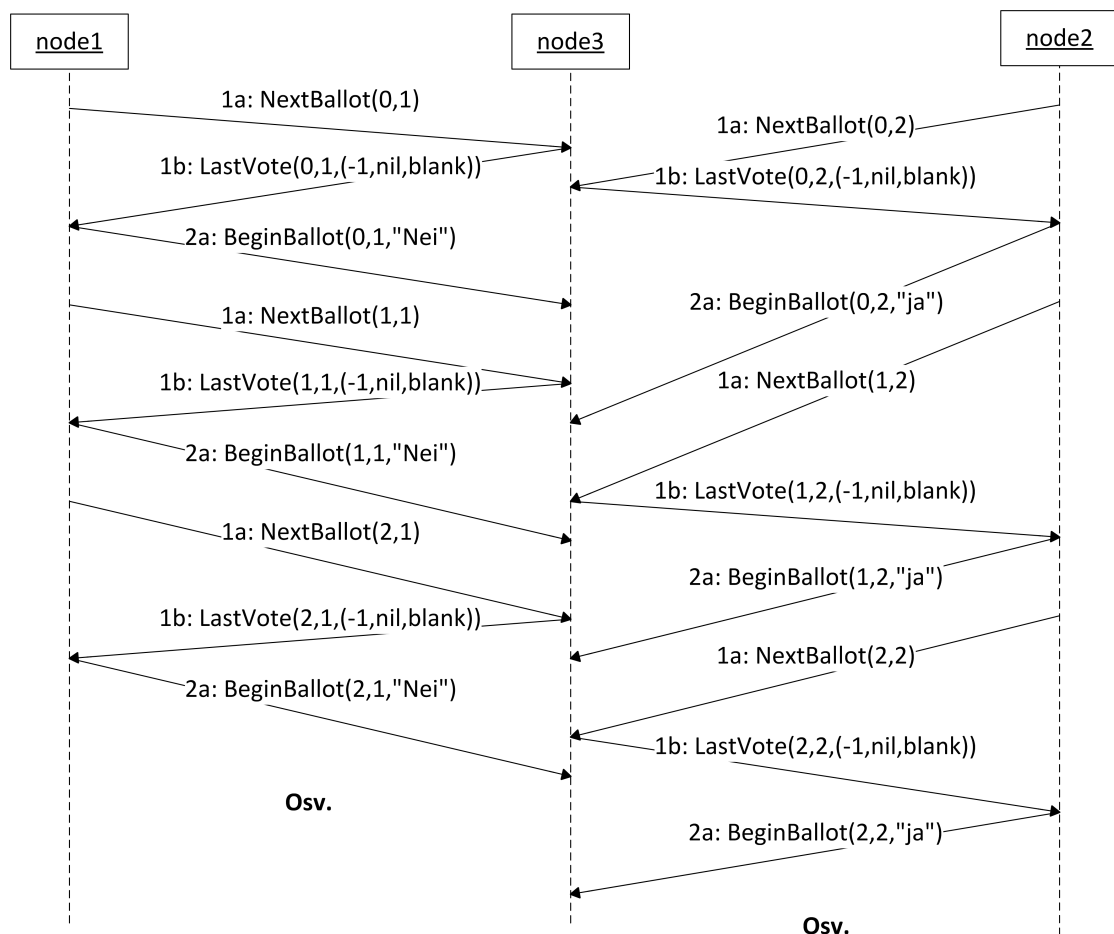 node1
node3
node2
1a: NextBallot(0,1)
1a: NextBallot(0,2)
1b: LastVote(0,1,(-1,nil,blank))
1b: LastVote(0,2,(-1,nil,blank))
2a: BeginBallot(0,1,"Nei")
2a: BeginBallot(0,2,"ja")
1a: NextBallot(1,1)
1b: LastVote(1,1,(-1,nil,blank))
1a: NextBallot(1,2)
2a: BeginBallot(1,1,"Nei")
1b: LastVote(1,2,(-1,nil,blank))
1a: NextBallot(2,1)
2a: BeginBallot(1,2,"ja")
1b: LastVote(2,1,(-1,nil,blank))
1a: NextBallot(2,2)
2a: BeginBallot(2,1,"Nei")
1b: LastVote(2,2,(-1,nil,blank))
Osv.
2a: BeginBallot(2,2,"ja")
Osv.